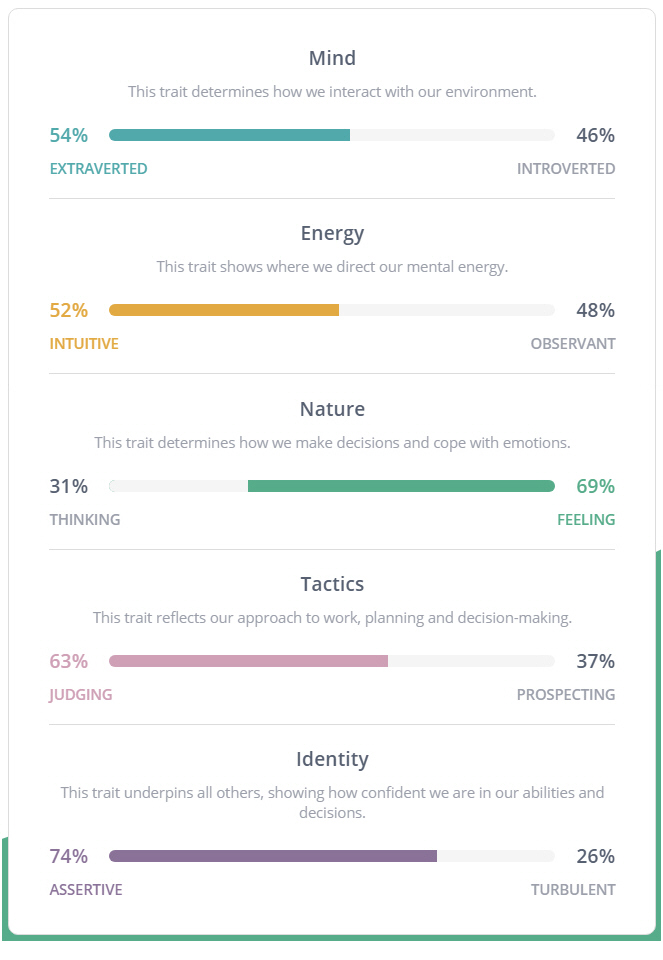 Mind
This trait determines how we interact with our environment.
54% 46%
EXTRAVERTED INTROVERTED
Energy
This trait shows where we direct our mental energy.
52% 48%
INTUITIVE OBSERVANT
Nature
This trait determines how we make decisions and cope with emotions.
31% 69%
THINKING FEELING
Tactics
This trait reflects our approach to work, planning and decision-making.
63% 37%
JUDGING PROSPECTING
Identity
This trait underpins all others, showing how confident we are in our abilities and
decisions.
74% 26%
ASSERTIVE TURBULENT